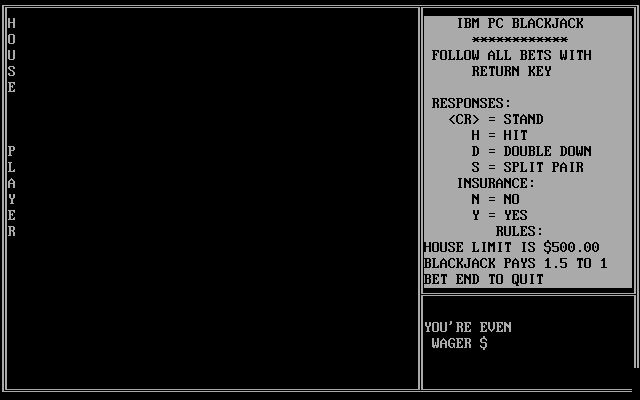 HOUSE
PLAYER
IBM PC BLACKJACK
************
FOLLOW ALL BETS WITH
RETURN KEY
RESPONSES:
<CR> = STAND
H = HIT
D = DOUBLE DOWN
S = SPLIT PAIR
INSURANCE:
N = NO
Y = YES
RULES:
HOUSE LIMIT IS $500.00
BLACKJACK PAYS 1.5 TO 1
BET END TO QUIT
YOU'RE EVEN
WAGER $